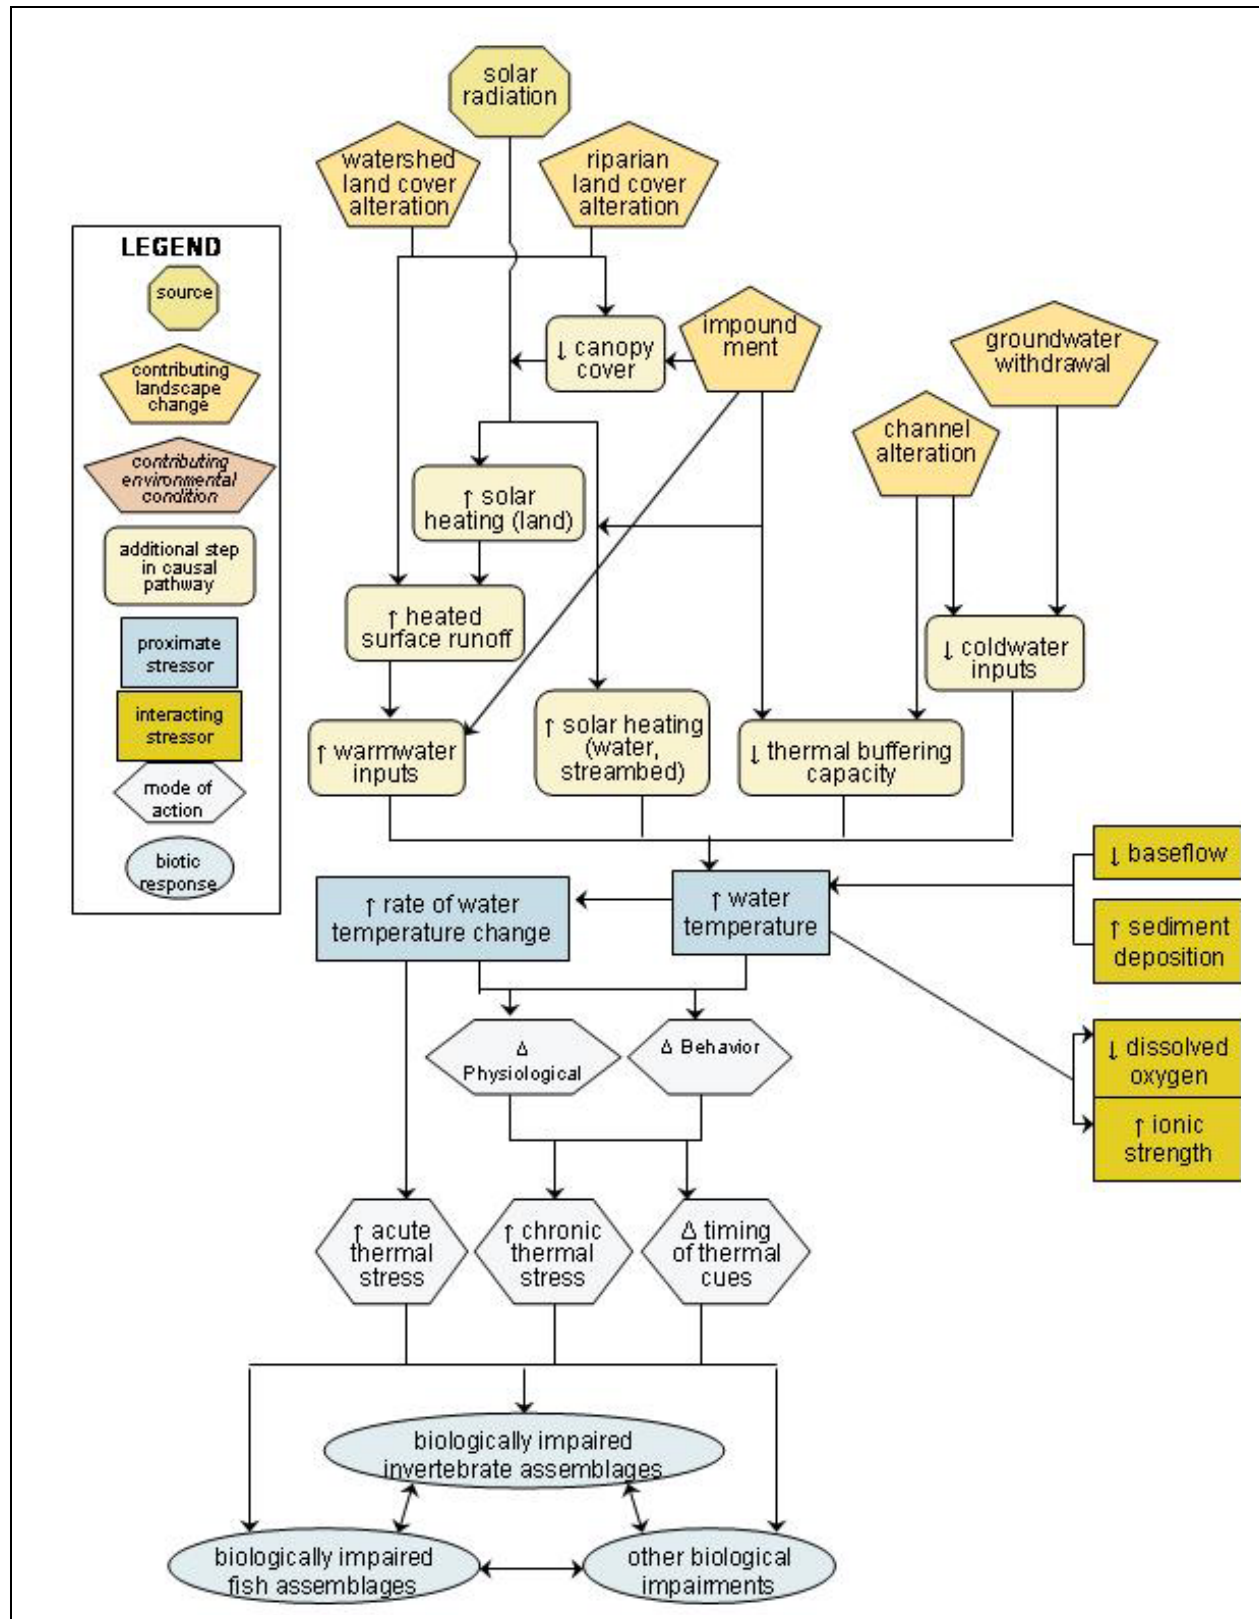 solar
radiation
watershed
land cover
alteration
riparian
land cover
alteration
LEGEND
source
contributing
landscape
change
contributing
environmental
condition
additional step
in causal
pathway
proximate
stressor
interacting
stressor
mode of
action
biotic
response
↓ canopy
cover
impound
ment
groundwater
withdrawal
channel
alteration
↑ solar
heating (land)
↑ heated
surface runoff
↓ coldwater
inputs
↑ warmwater
inputs
↑ solar heating
(water,
streambed)
↓ thermal buffering
capacity
↓ baseflow
↑ sediment
deposition
↑ rate of water
temperature change
↑ water
temperature
Δ
Physiological
Δ Behavior
↓ dissolved
oxygen
↑ ionic
strength
↑ acute
thermal
stress
↑ chronic
thermal
stress
Δ timing
of thermal
cues
biologically impaired
invertebrate assemblages
biologically impaired
fish assemblages
other biological
impairments